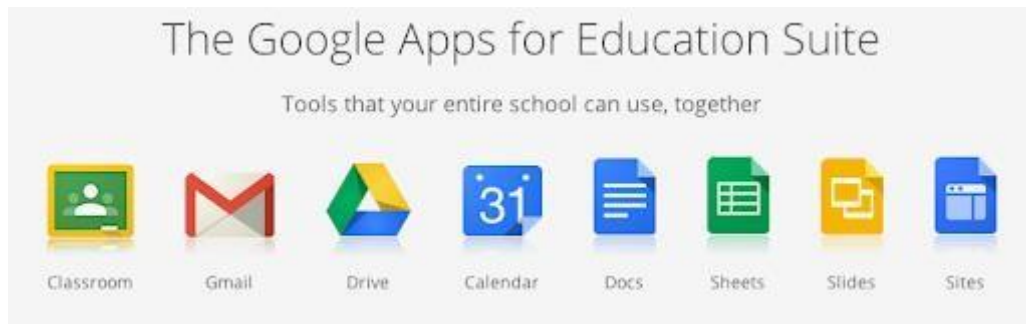 The Google Apps for Education Suite
Tools that your entire school can use, together
31
Classroom Gmail Drive Calendar Docs Sheets Slides Sites